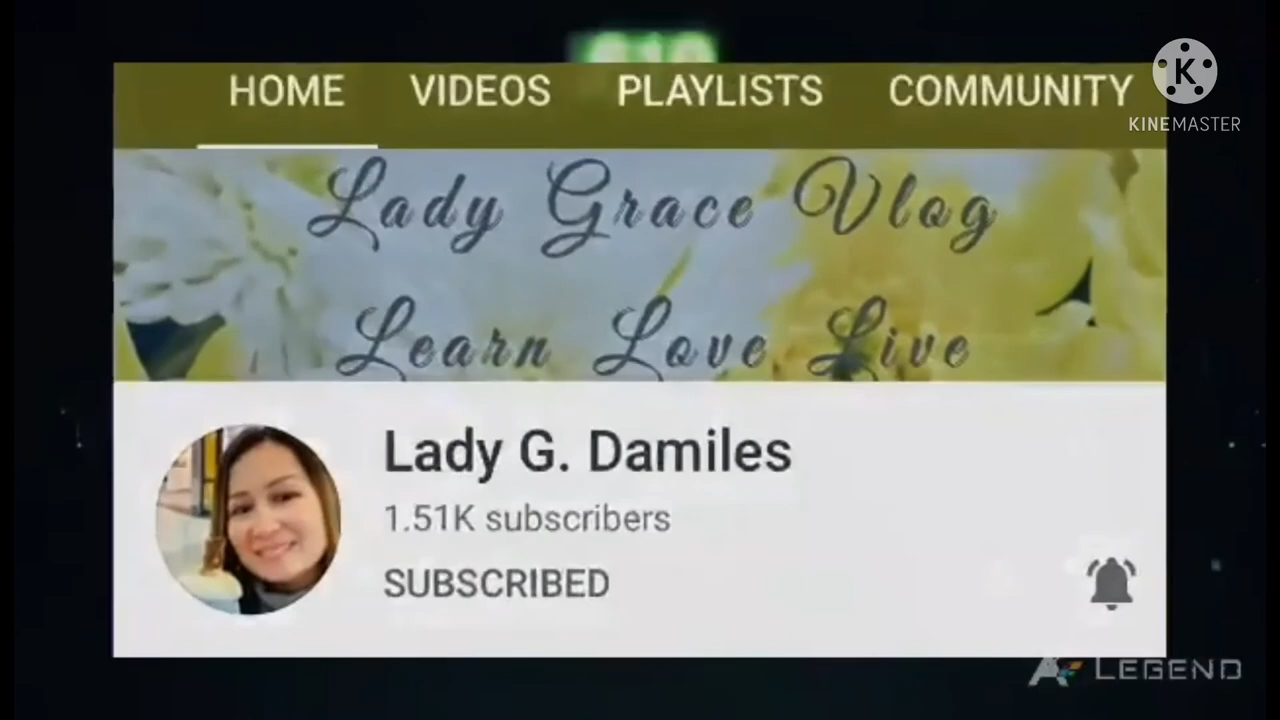 HOME VIDEOS PLAYLISTS COMMUNITY
K
KINEMASTER
Lady Grace Vlog
Learn Love Live
Lady G. Damiles
1.51K subscribers
SUBSCRIBED
LEGEND